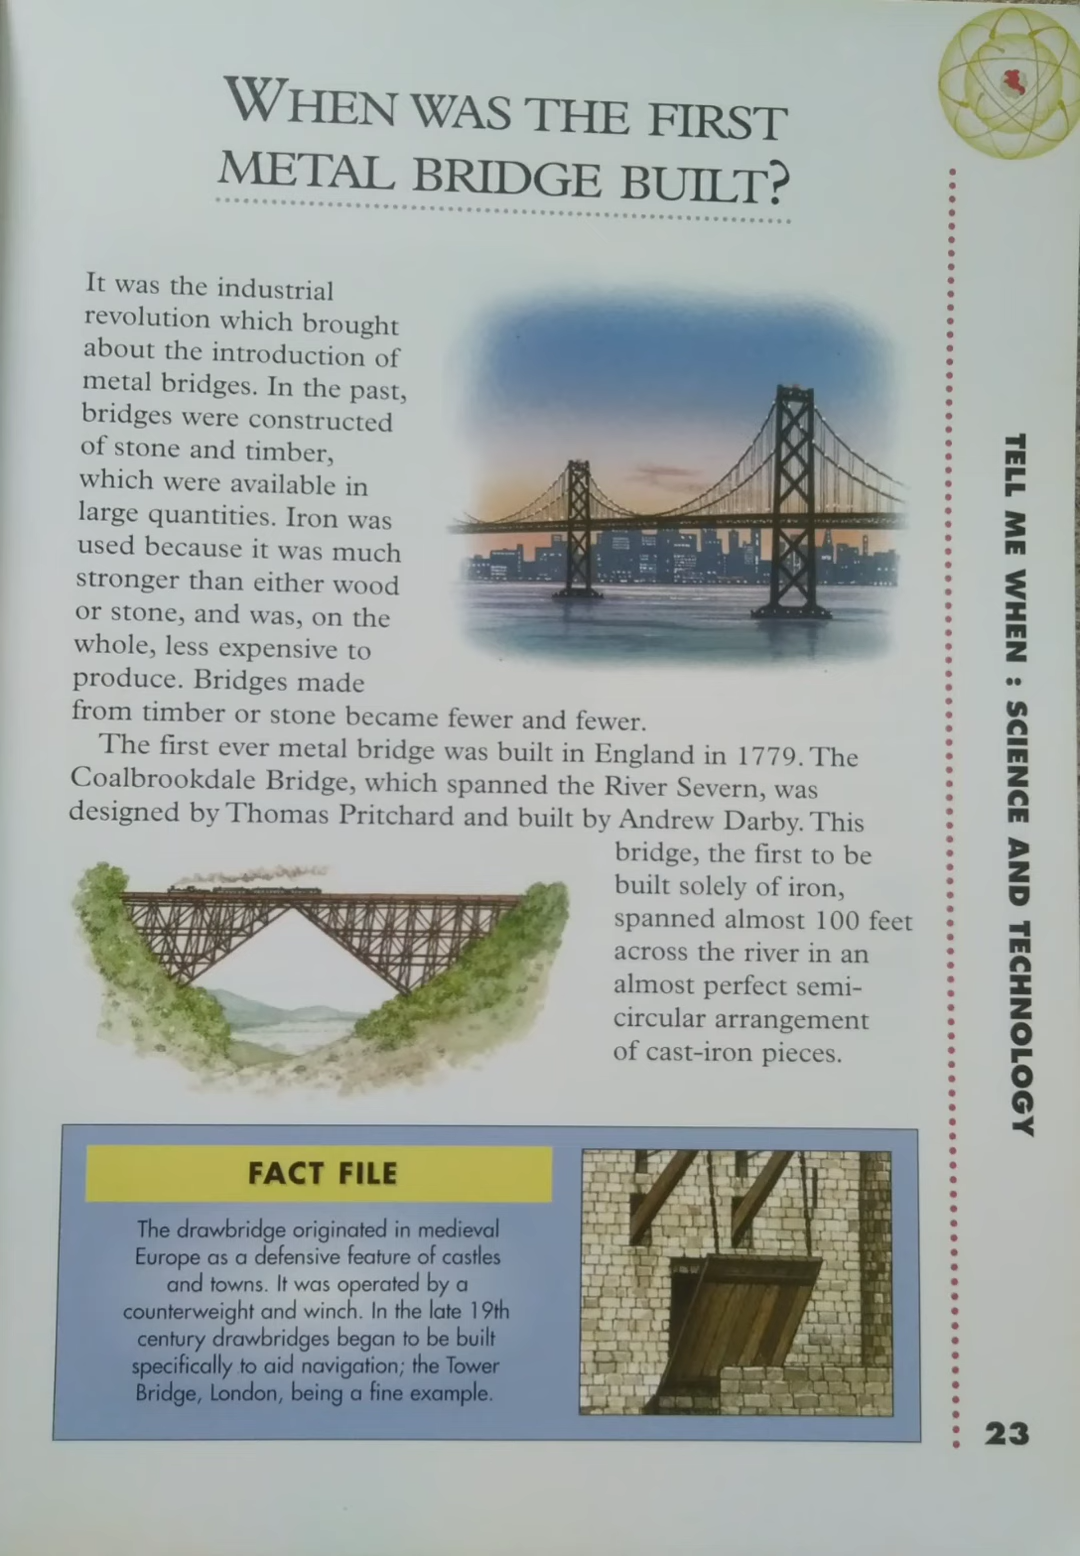 WHEN WAS THE FIRST
METAL BRIDGE BUILT?
It was the industrial
revolution which brought
about the introduction of
metal bridges. In the past,
bridges were constructed
of stone and timber,
which were available in
large quantities. Iron was
used because it was much
stronger than either wood
or stone, and was, on the
whole, less expensive to
produce. Bridges made
from timber or stone became fewer and fewer.
The first ever metal bridge was built in England in 1779. The
Coalbrookdale Bridge, which spanned the River Severn, was
designed by Thomas Pritchard and built by Andrew Darby. This
bridge, the first to be
built solely of iron,
spanned almost 100 feet
across the river in an
almost perfect semi-
circular arrangement
of cast-iron pieces.
FACT FILE
The drawbridge originated in medieval
Europe as a defensive feature of castles
and towns. It was operated by a
counterweight and winch. In the late 19th
century drawbridges began to be built
specifically to aid navigation; the Tower
Bridge, London, being a fine example.
TELL ME WHEN : SCIENCE AND TECHNOLOGY
23